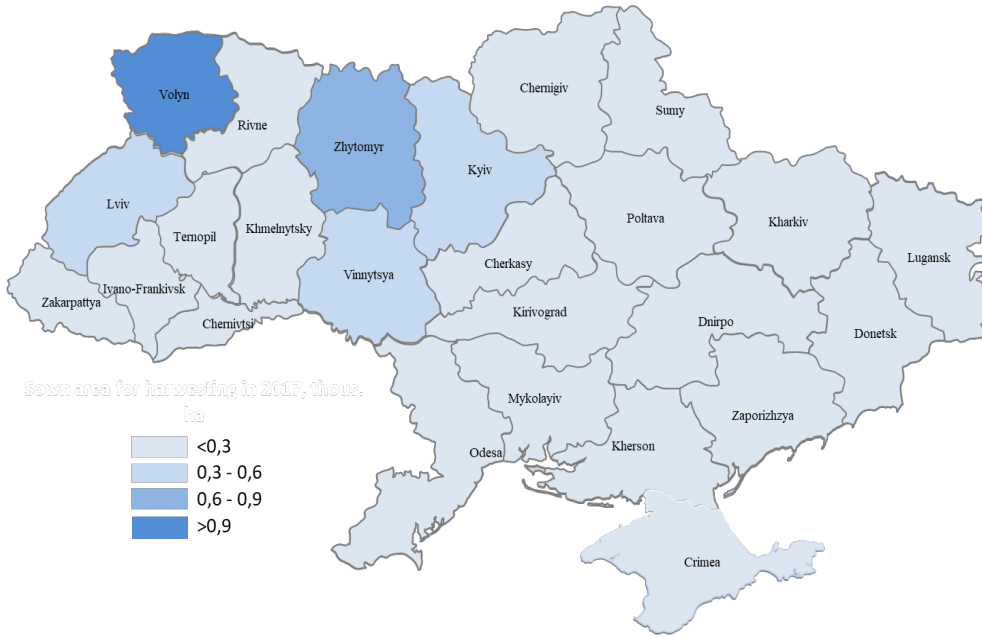 Volyn
Rivne
Zhytomyr
Kyiv
Chernigiv
Sumy
Lviv
Ternopil
Khmelnytsky
Vinnytsya
Cherkasy
Poltava
Kharkiv
Lugansk
Zakarpattya
Ivano-Frankivsk
Chernivtsi
Kirivograd
Dnirpo
Donetsk
Sown area for harwesting in 2017, thous.
ha
Mykolayiv
Odesa
Kherson
Zaporizhzya
Crimea
<0,3
0,3 - 0,6
0,6 - 0,9
>0,9